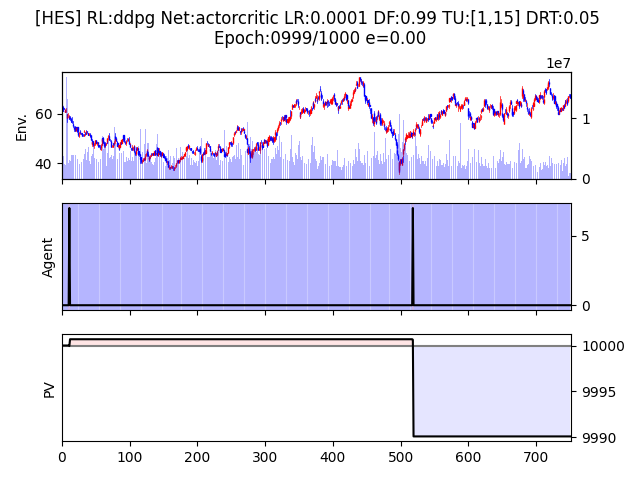 [HES] RL:ddpg Net:actorcritic LR:0.0001 DF:0.99 TU:[1,15] DRT:0.05
Epoch:0999/1000 e=0.00
1e7
Env.
60
40
1
0
Agent
5
0
PV
10000
9995
9990
0 100 200 300 400 500 600 700